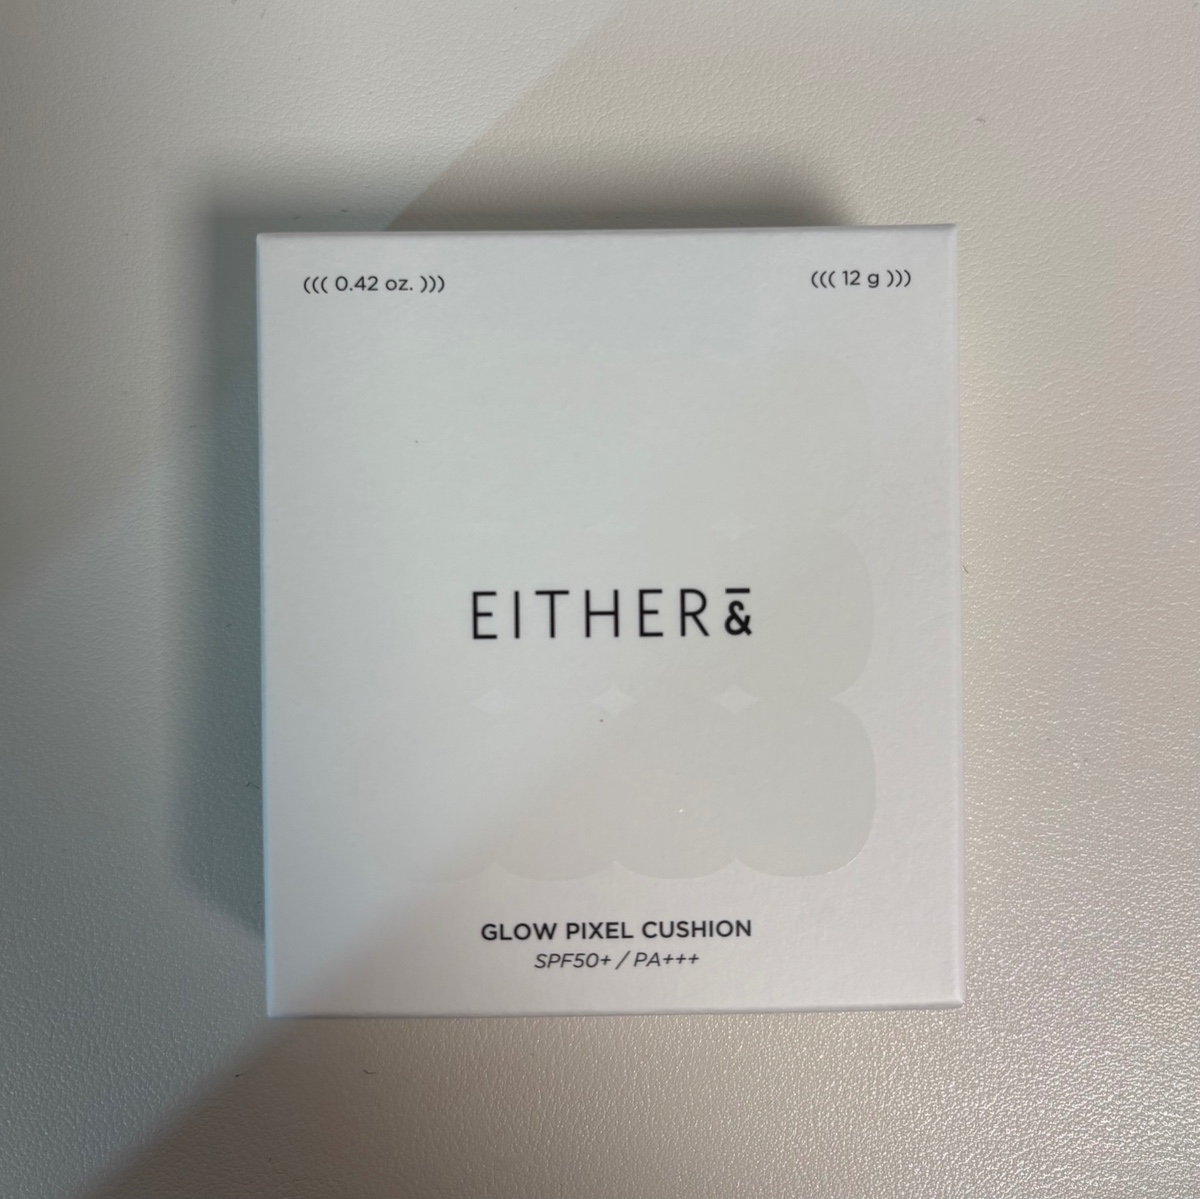 ((( 0.42 oz. ))) ((( 12 g )))
EITHER&
GLOW PIXEL CUSHION
SPF50+ / PA+++